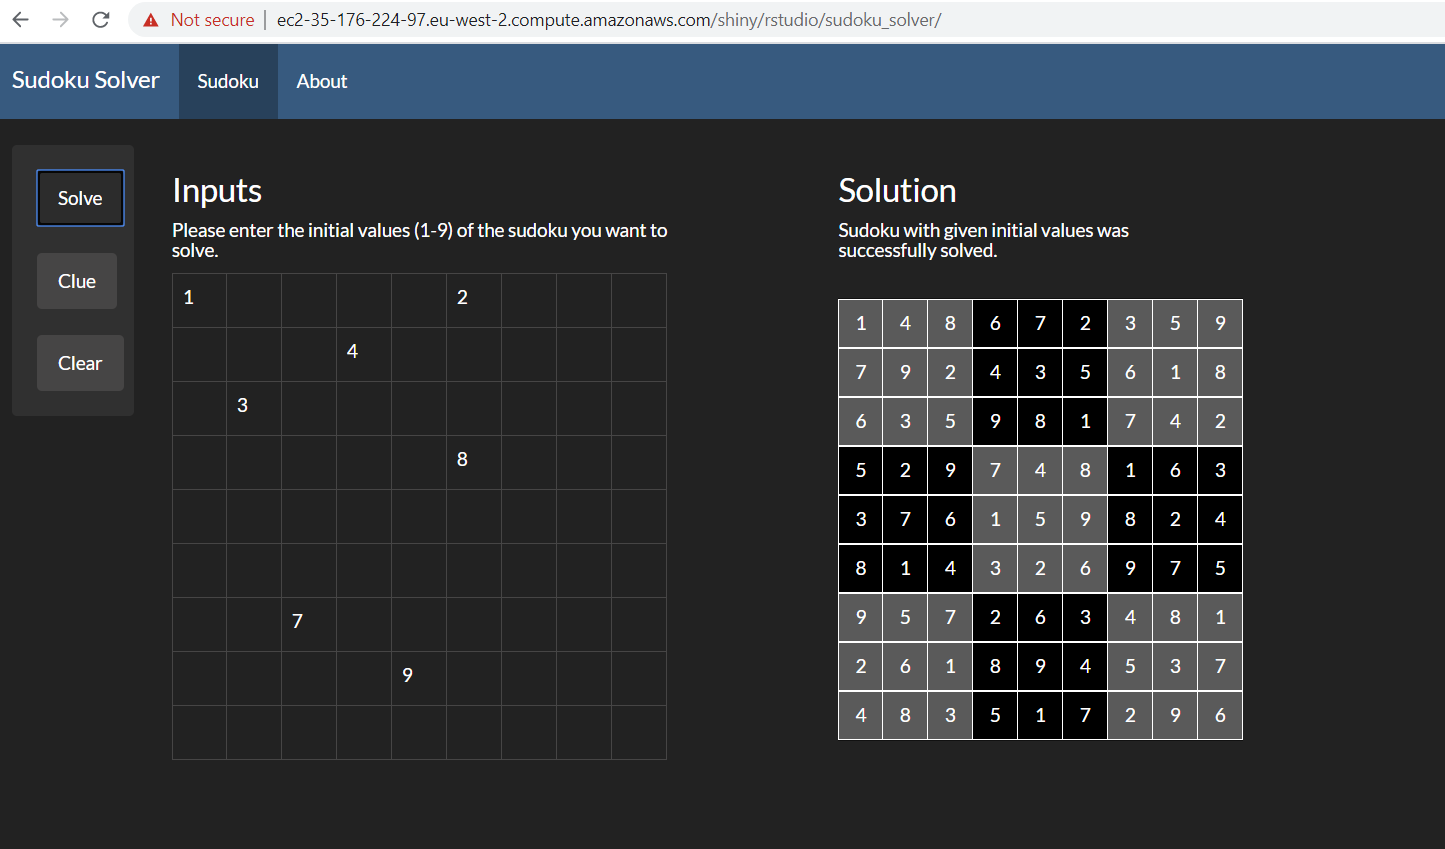 Not secure | ec2-35-176-224-97.eu-west-2.compute.amazonaws.com/shiny/rstudio/sudoku_solver/
Sudoku Solver Sudoku About
Solve
Clue
Clear
Inputs
Please enter the initial values (1-9) of the sudoku you want to
solve.
1 2
4
3
8
7
9
Solution
Sudoku with given initial values was
successfully solved.
1 4 8 6 7 2 3 5 9
7 9 2 4 3 5 6 1 8
6 3 5 9 8 1 7 4 2
5 2 9 7 4 8 1 6 3
3 7 6 1 5 9 8 2 4
8 1 4 3 2 6 9 7 5
9 5 7 2 6 3 4 8 1
2 6 1 8 9 4 5 3 7
4 8 3 5 1 7 2 9 6